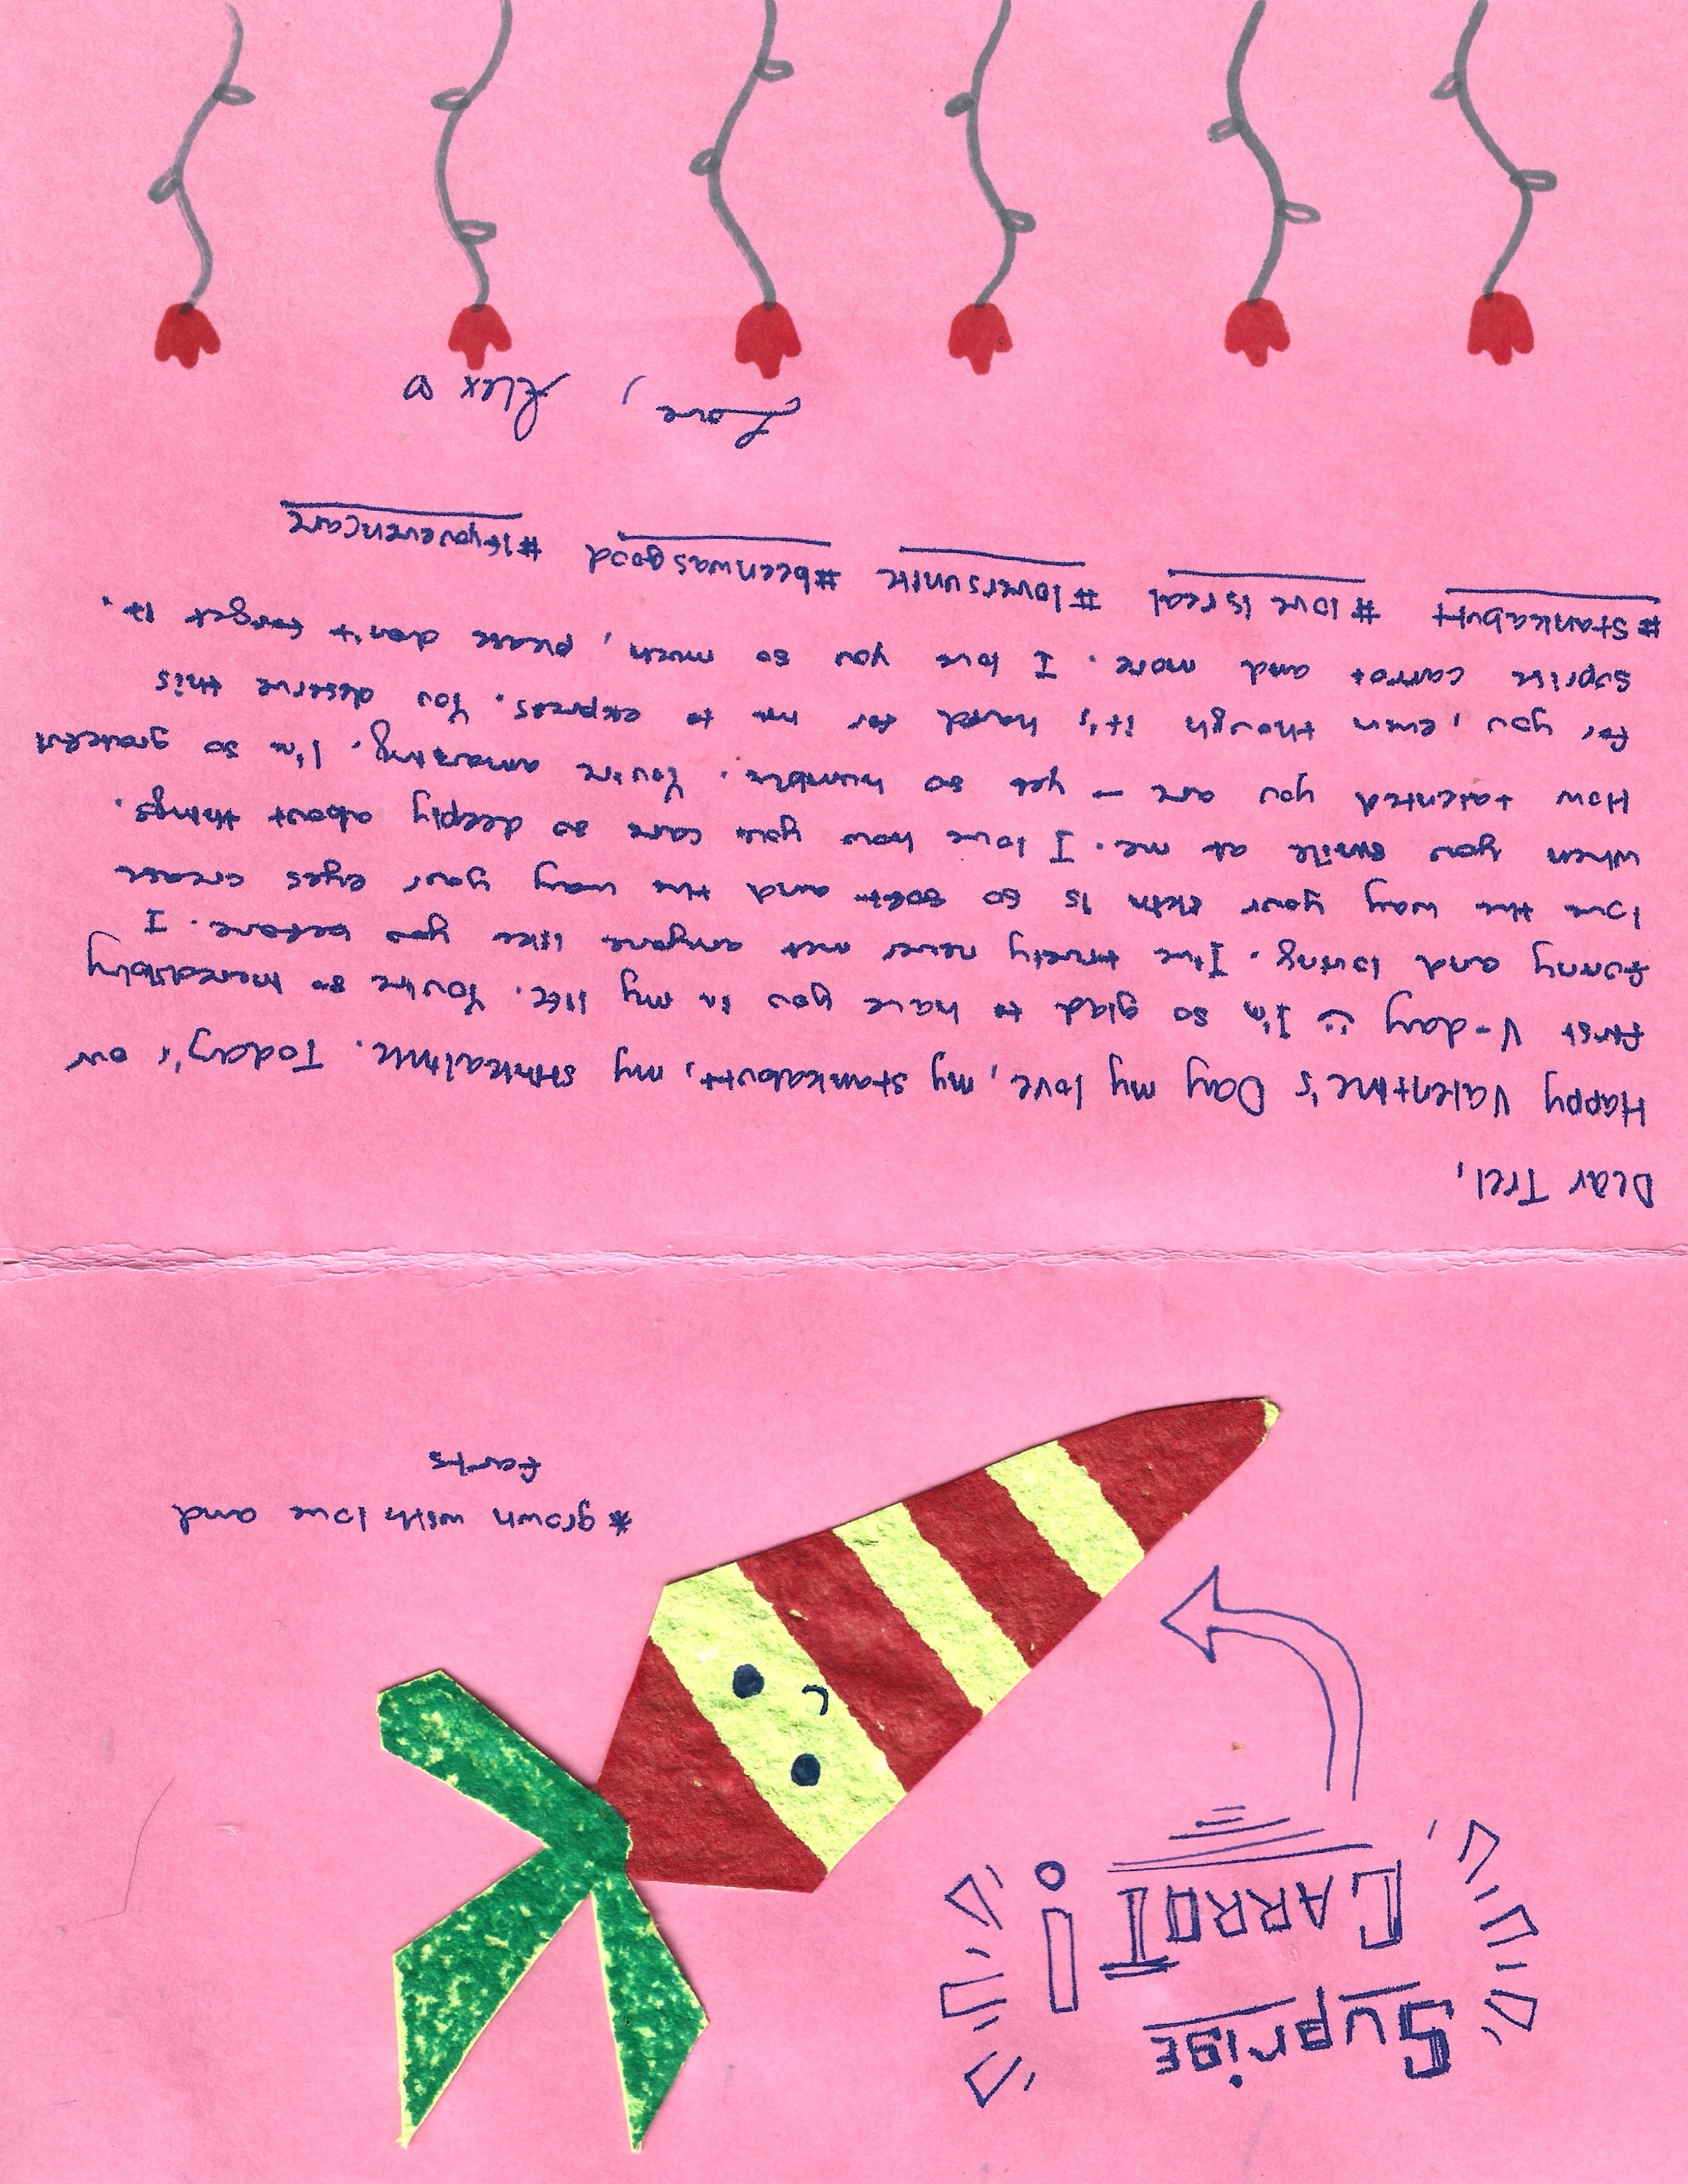 Suprise
CARROT!
*grown with love and
farts
Dear Trel,
Happy Valentine's Day my love, my stankabutt, my stinkalink. Today's our
first V-day :) I'm so glad to have you in my life. You're so incredibly
funny and loving. I've truely never met anyone like you before. I
love the way your skin is so soft and the way your eyes crease
when you smile at me. I love how you care so deeply about things.
How talented you are - yet so humble. You're amazing. I'm so grateful
for you, even though it's hard for me to express. You deserve this
suprise carrot and more. I love you so much, please don't forget it.
#Stankabutt #love is real #loversunite #beenwasgood #ifyouevencare
Love, Alex ♡